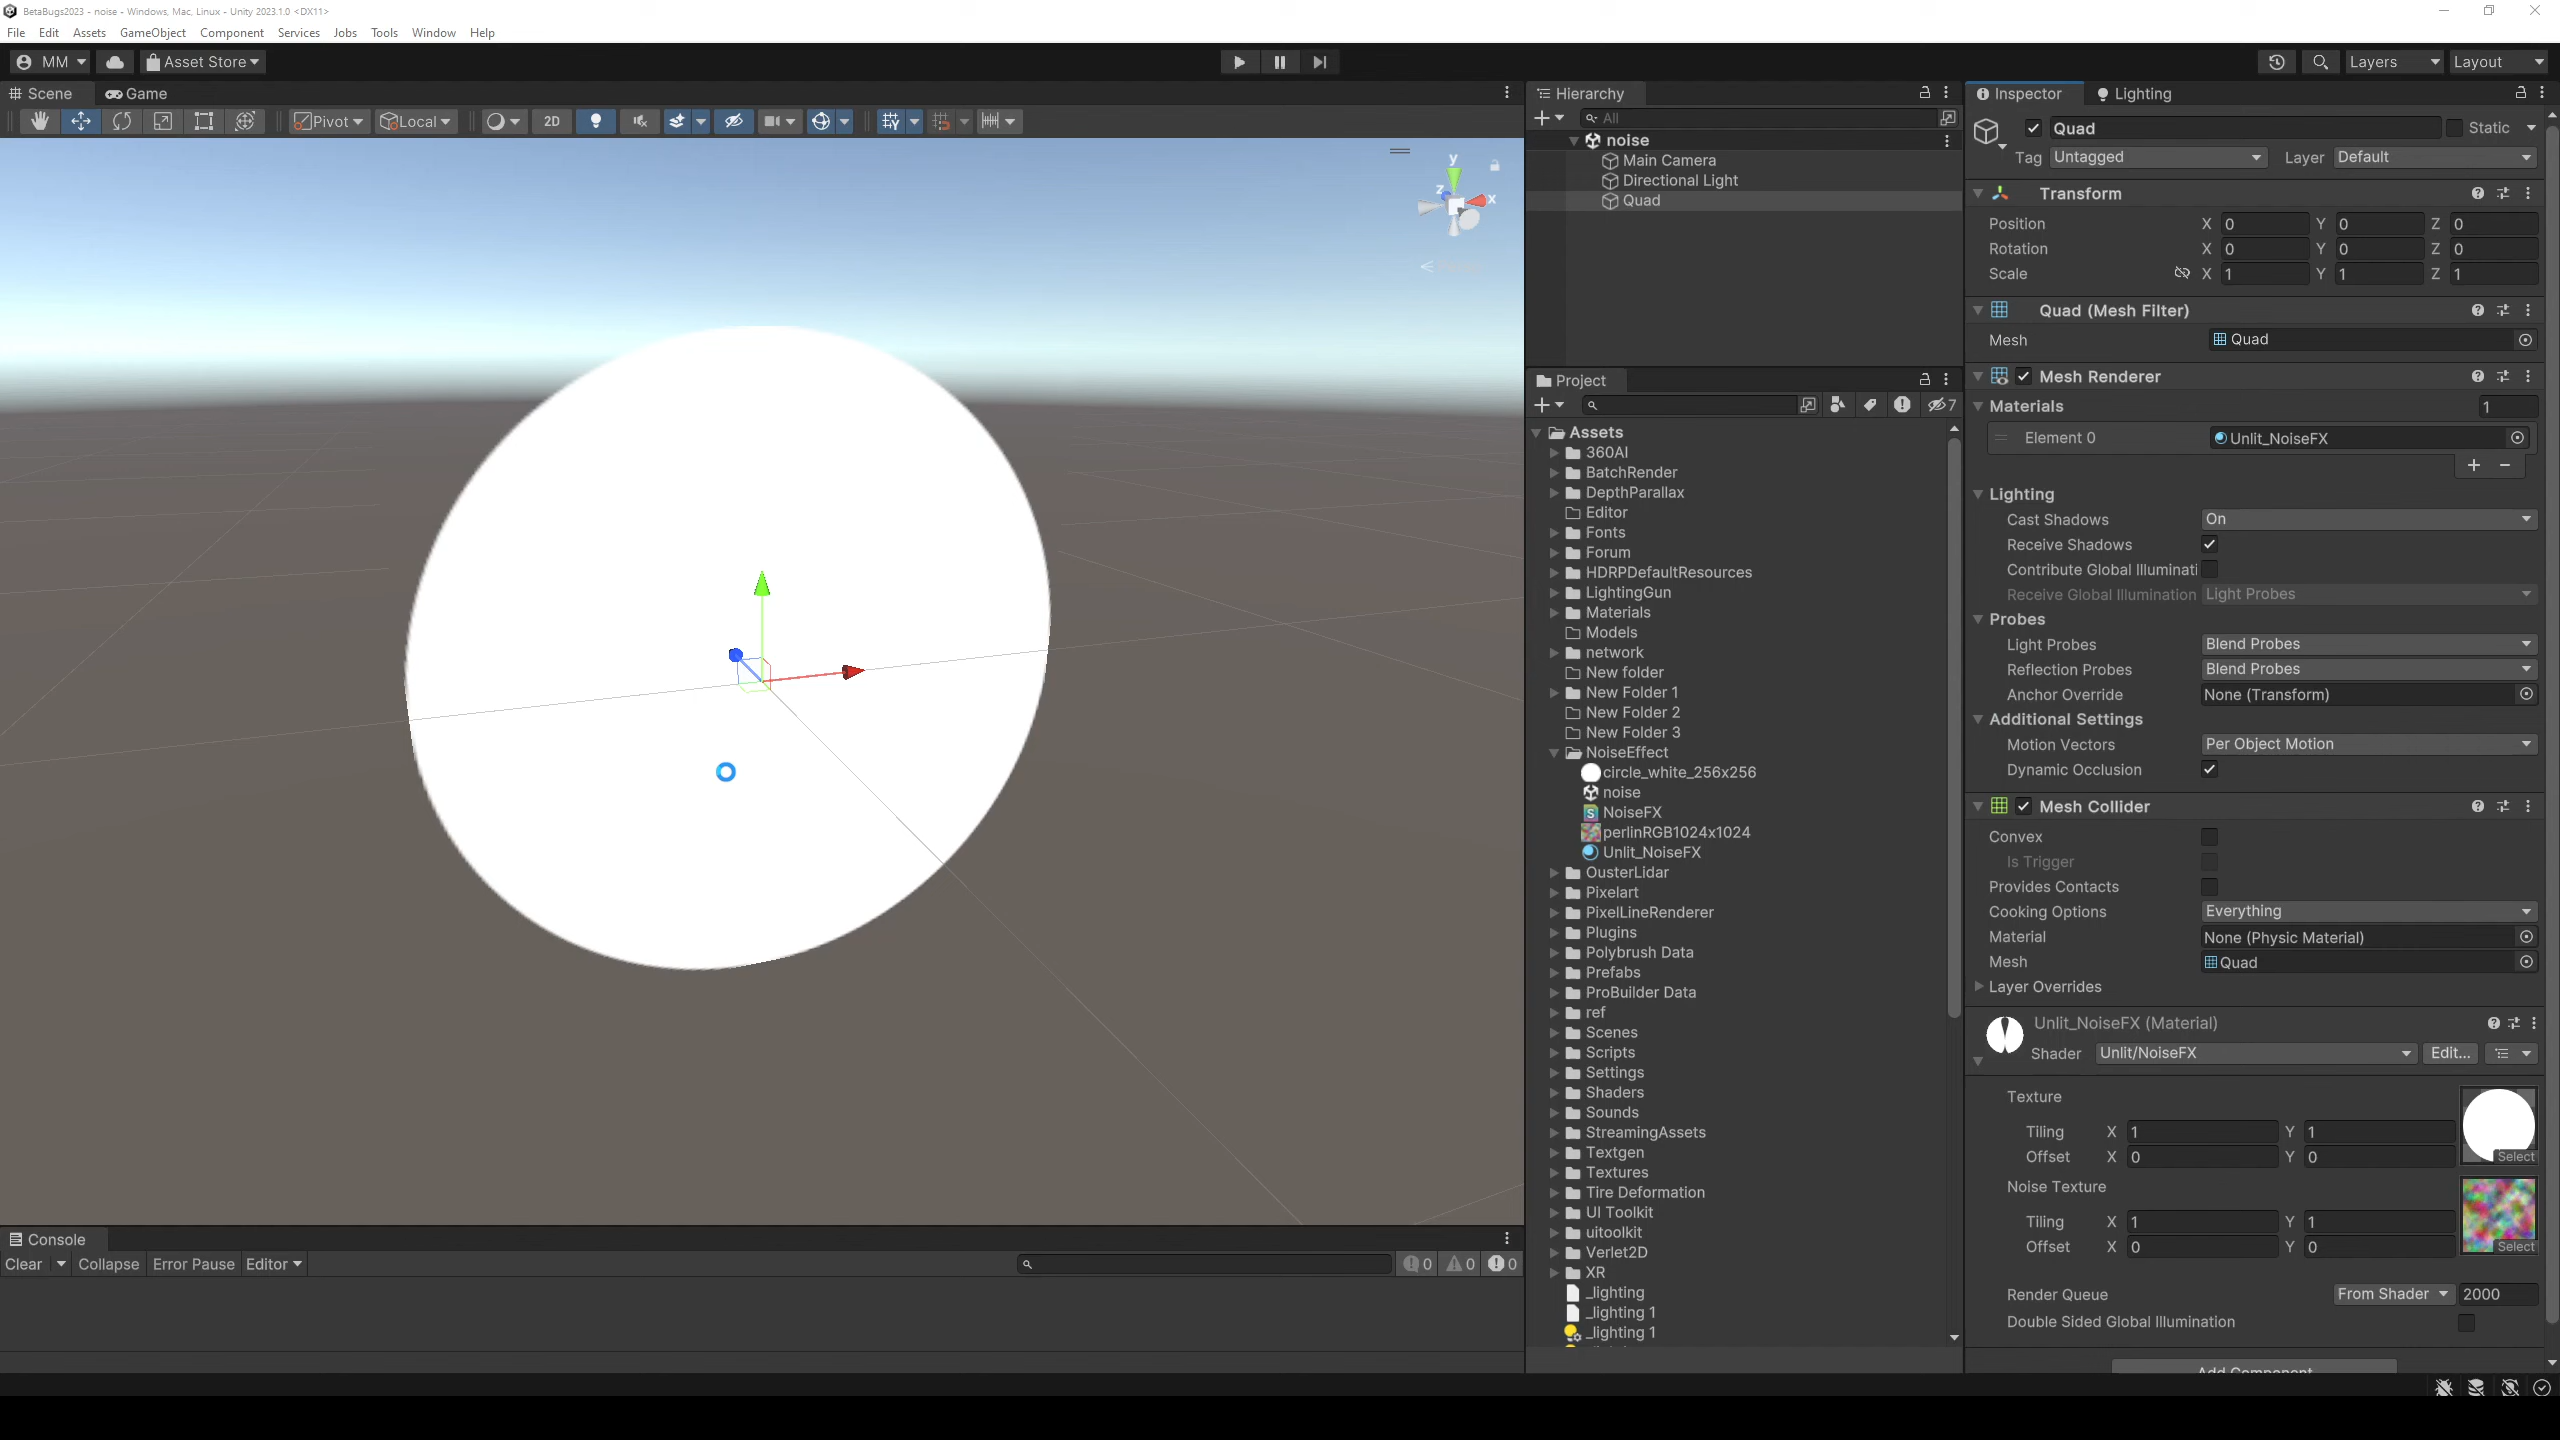 BetaBugs2023 - noise - Windows, Mac, Linux - Unity 2023.1.0 <DX11>
File Edit Assets GameObject Component Services Jobs Tools Window Help
MM Asset Store Layers Layout
Scene Game
Pivot Local 2D
y
z
x
Console
Clear Collapse Error Pause Editor 0 0 0
Hierarchy
All
noise
Main Camera
Directional Light
Quad
Project
7
Assets
360AI
BatchRender
DepthParallax
Editor
Fonts
Forum
HDRPDefaultResources
LightingGun
Materials
Models
network
New folder
New Folder 1
New Folder 2
New Folder 3
NoiseEffect
circle_white_256x256
noise
NoiseFX
perlinRGB1024x1024
Unlit_NoiseFX
OusterLidar
Pixelart
PixelLineRenderer
Plugins
Polybrush Data
Prefabs
ProBuilder Data
ref
Scenes
Scripts
Settings
Shaders
Sounds
StreamingAssets
Textgen
Textures
Tire Deformation
UI Toolkit
uitoolkit
Verlet2D
XR
_lighting
_lighting 1
_lighting 1
Inspector Lighting
Quad Static
Tag Untagged Layer Default
Transform
Position X 0 Y 0 Z 0
Rotation X 0 Y 0 Z 0
Scale X 1 Y 1 Z 1
Quad (Mesh Filter)
Mesh Quad
Mesh Renderer
Materials 1
Element 0 Unlit_NoiseFX
Lighting
Cast Shadows On
Receive Shadows
Contribute Global Illuminati
Receive Global Illumination Light Probes
Probes
Light Probes Blend Probes
Reflection Probes Blend Probes
Anchor Override None (Transform)
Additional Settings
Motion Vectors Per Object Motion
Dynamic Occlusion
Mesh Collider
Convex
Is Trigger
Provides Contacts
Cooking Options Everything
Material None (Physic Material)
Mesh Quad
Layer Overrides
Unlit_NoiseFX (Material)
Shader Unlit/NoiseFX Edit...
Texture
Tiling X 1 Y 1
Offset X 0 Y 0 Select
Noise Texture
Tiling X 1 Y 1
Offset X 0 Y 0 Select
Render Queue From Shader 2000
Double Sided Global Illumination
Add Component